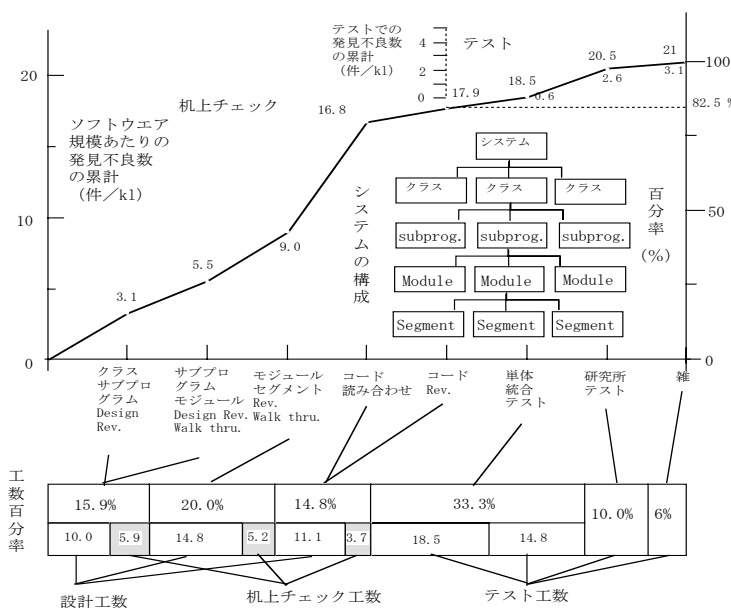 テストでの
発見不良数
の累計
(件/kl)
4
2
0
テスト
20
10
0
机上チェック
ソフトウエア
規模あたりの
発見不良数
の累計
(件/kl)
3.1
5.5
9.0
16.8
17.9
18.5
0.6
20.5
2.6
21
3.1
100
82.5 %
50
0
百分率
(%)
システムの構成
システム
クラス クラス クラス
subprog. subprog. subprog.
Module Module Module
Segment Segment Segment
クラス
サブプロ
グラム
Design
Rev.
サブプロ
グラム
モジュール
Design Rev.
Walk thru.
モジュール
セグメント
Rev.
Walk thru.
コード
読み合わせ
コード
Rev.
単体
統合
テスト
研究所
テスト
雑
工数百分率
15.9% 20.0% 14.8% 33.3% 10.0% 6%
10.0 5.9 14.8 5.2 11.1 3.7 18.5 14.8
設計工数 机上チェック工数 テスト工数